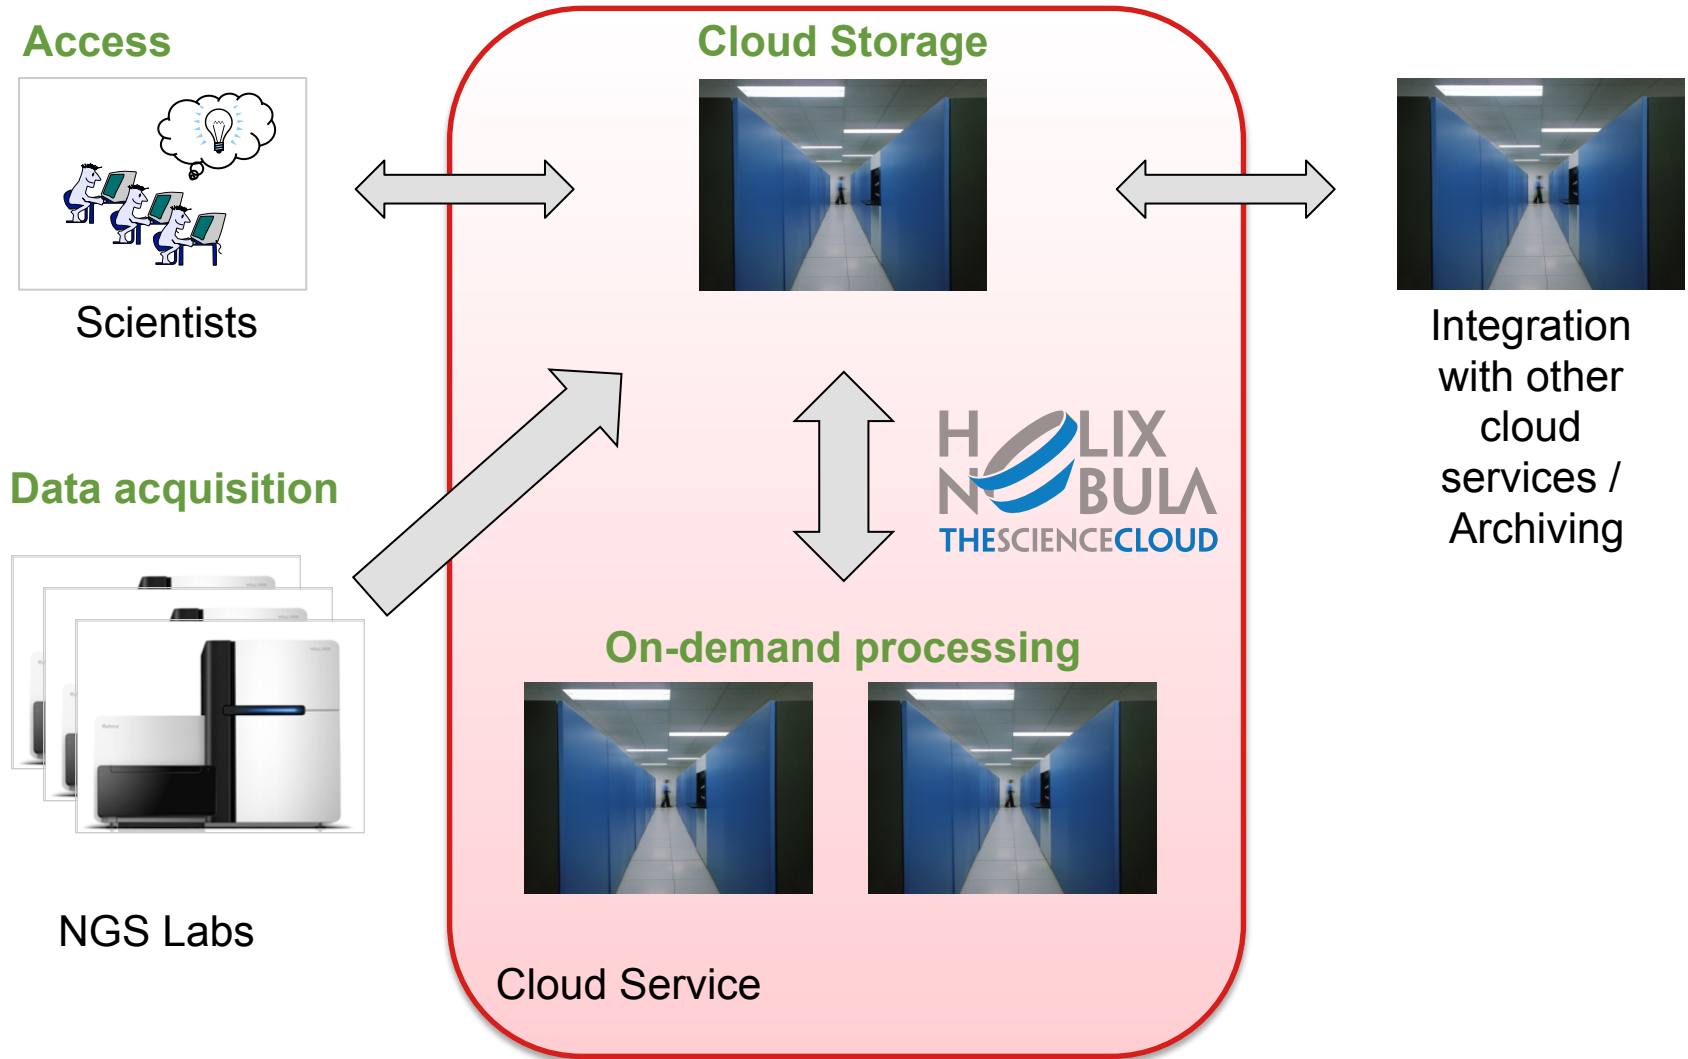 Access
Scientists
Data acquisition
NGS Labs
Cloud Storage
HELIX
NEBULA
THESCIENCECLOUD
On-demand processing
Cloud Service
Integration
with other
cloud
services /
Archiving